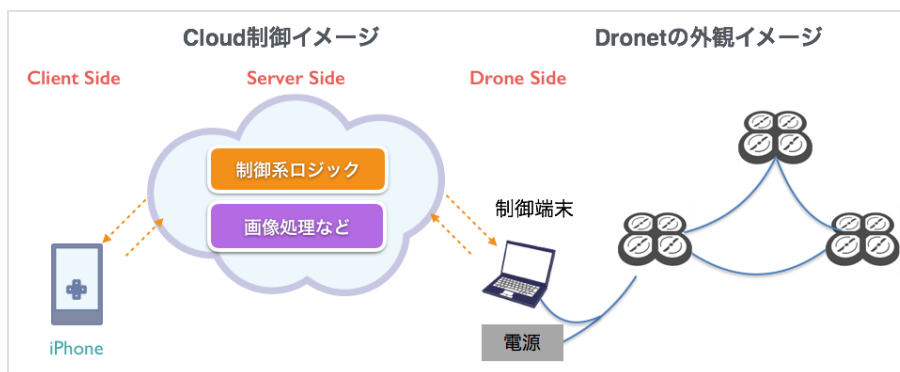 Cloud制御イメージ
Dronetの外観イメージ
Client Side
Server Side
Drone Side
制御系ロジック
画像処理など
制御端末
電源
iPhone